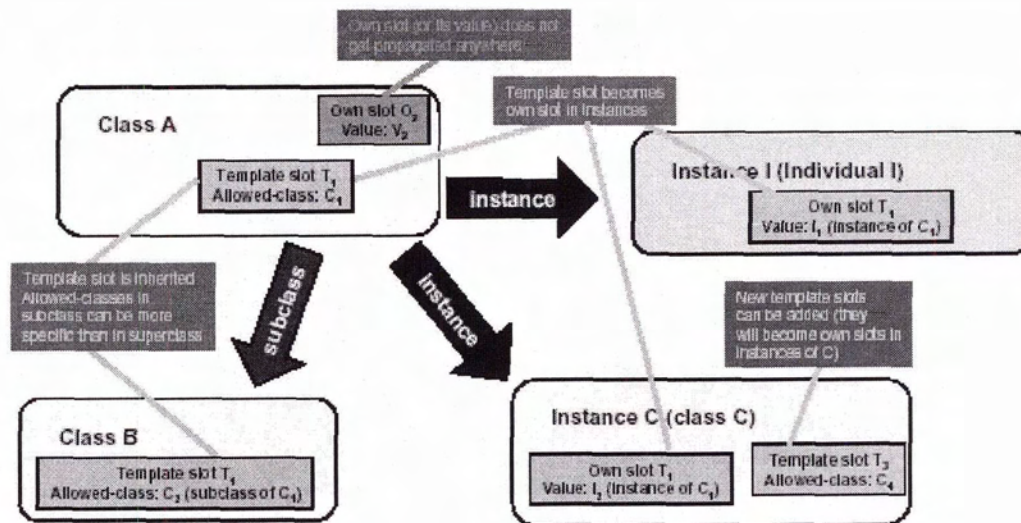 Own slot (or its value) does not
get propagated anywhere
Class A
Own slot O₂
Value: V₂
Template slot T₁
Allowed-class: C₁
Template slot becomes
own slot in instances
instance
Instance I (Individual I)
Own slot T₁
Value: I₁ (instance of C₁)
Template slot is inherited
Allowed-classes in
subclass can be more
specific than in superclass
subclass
instance
New template slots
can be added (they
will become own slots in
instances of C)
Class B
Template slot T₁
Allowed-class: C₂ (subclass of C₁)
Instance C (class C)
Own slot T₁
Value: I₂ (instance of C₁)
Template slot T₃
Allowed-class: C₄